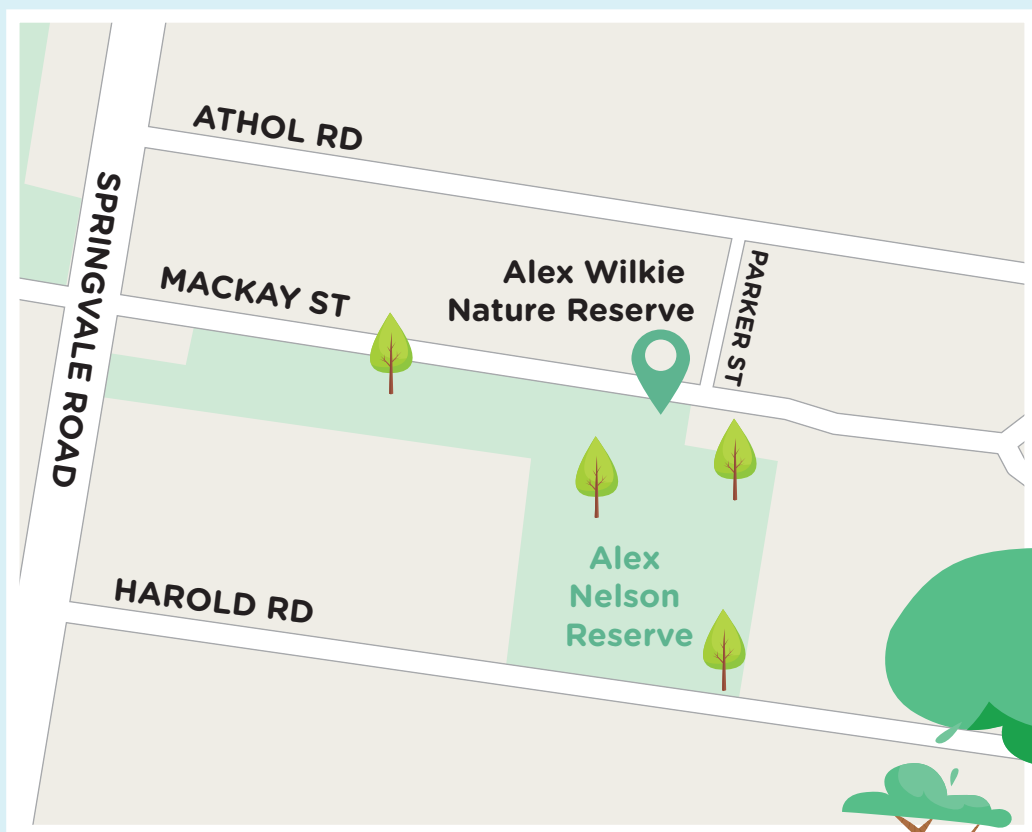 ATHOL RD
SPRINGVALE ROAD
MACKAY ST
Alex Wilkie
Nature Reserve
PARKER ST
Alex
Nelson
Reserve
HAROLD RD